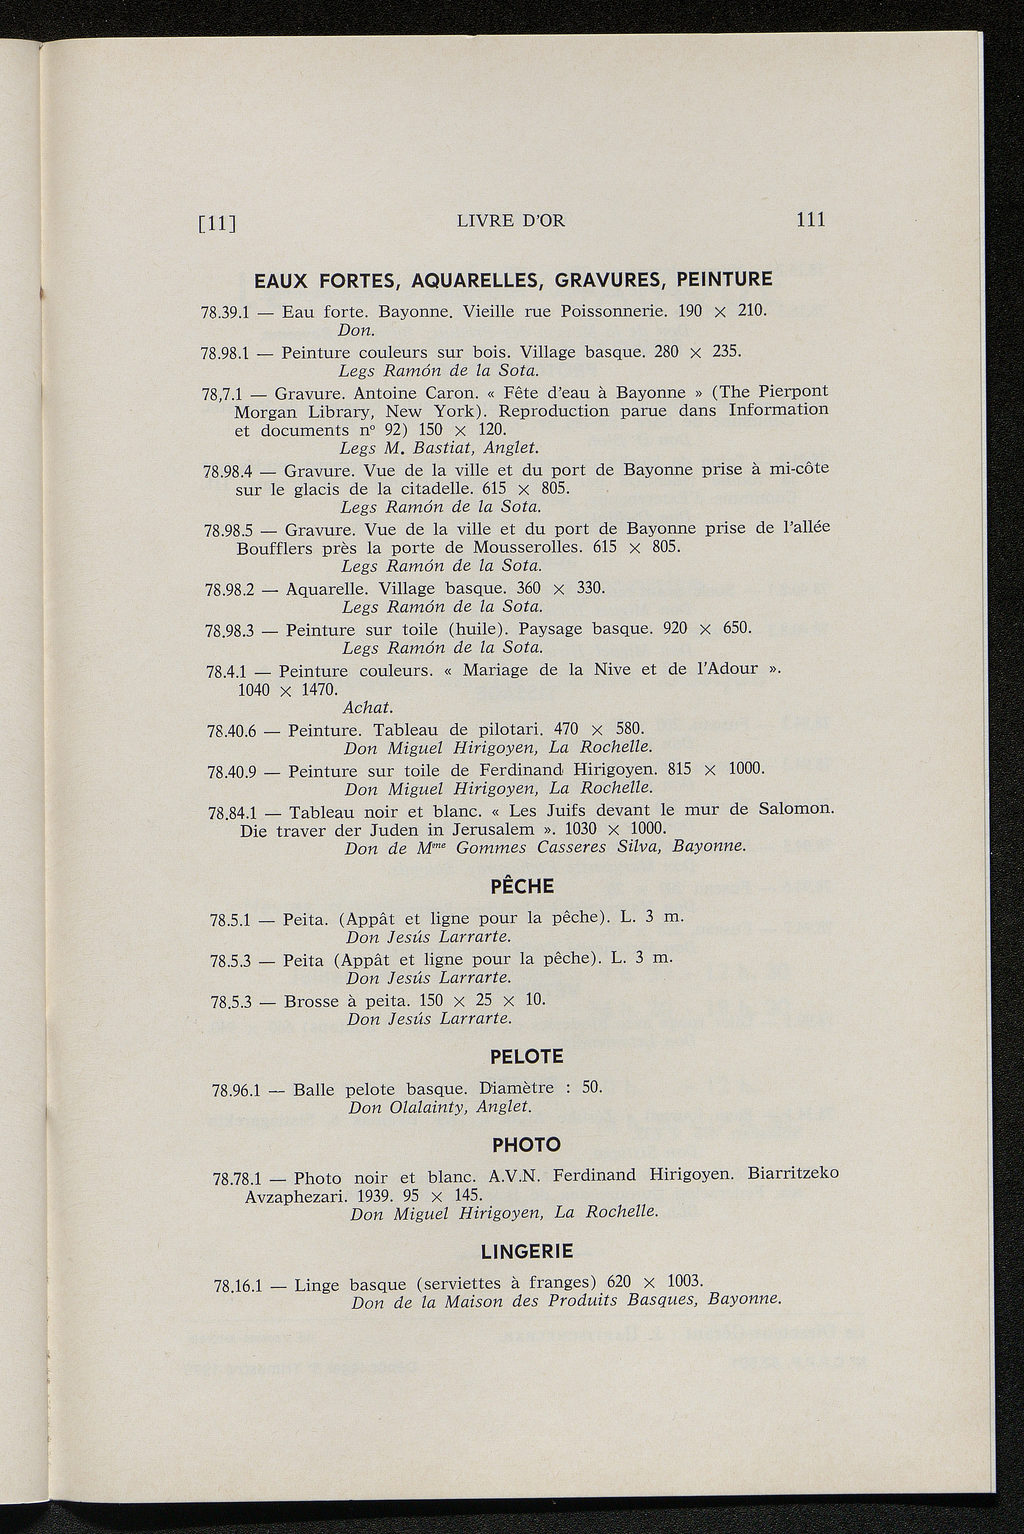 [11] LIVRE D'OR 111
EAUX FORTES, AQUARELLES, GRAVURES, PEINTURE
78.39.1 — Eau forte. Bayonne. Vieille rue Poissonnerie. 190 × 210.
Don.
78.98.1 — Peinture couleurs sur bois. Village basque. 280 × 235.
Legs Ramón de la Sota.
78,7.1 — Gravure. Antoine Caron. « Fête d'eau à Bayonne » (The Pierpont
Morgan Library, New York). Reproduction parue dans Information
et documents n° 92) 150 × 120.
Legs M. Bastiat, Anglet.
78.98.4 — Gravure. Vue de la ville et du port de Bayonne prise à mi-côte
sur le glacis de la citadelle. 615 × 805.
Legs Ramón de la Sota.
78.98.5 — Gravure. Vue de la ville et du port de Bayonne prise de l'allée
Boufflers près la porte de Mousserolles. 615 × 805.
Legs Ramón de la Sota.
78.98.2 — Aquarelle. Village basque. 360 × 330.
Legs Ramón de la Sota.
78.98.3 — Peinture sur toile (huile). Paysage basque. 920 × 650.
Legs Ramón de la Sota.
78.4.1 — Peinture couleurs. « Mariage de la Nive et de l'Adour ».
1040 × 1470.
Achat.
78.40.6 — Peinture. Tableau de pilotari. 470 × 580.
Don Miguel Hirigoyen, La Rochelle.
78.40.9 — Peinture sur toile de Ferdinand Hirigoyen. 815 × 1000.
Don Miguel Hirigoyen, La Rochelle.
78.84.1 — Tableau noir et blanc. « Les Juifs devant le mur de Salomon.
Die traver der Juden in Jerusalem ». 1030 × 1000.
Don de Mme Gommes Casseres Silva, Bayonne.
PÊCHE
78.5.1 — Peita. (Appât et ligne pour la pêche). L. 3 m.
Don Jesús Larrarte.
78.5.3 — Peita (Appât et ligne pour la pêche). L. 3 m.
Don Jesús Larrarte.
78.5.3 — Brosse à peita. 150 × 25 × 10.
Don Jesús Larrarte.
PELOTE
78.96.1 — Balle pelote basque. Diamètre : 50.
Don Olalainty, Anglet.
PHOTO
78.78.1 — Photo noir et blanc. A.V.N. Ferdinand Hirigoyen. Biarritzeko
Avzaphezari. 1939. 95 × 145.
Don Miguel Hirigoyen, La Rochelle.
LINGERIE
78.16.1 — Linge basque (serviettes à franges) 620 × 1003.
Don de la Maison des Produits Basques, Bayonne.